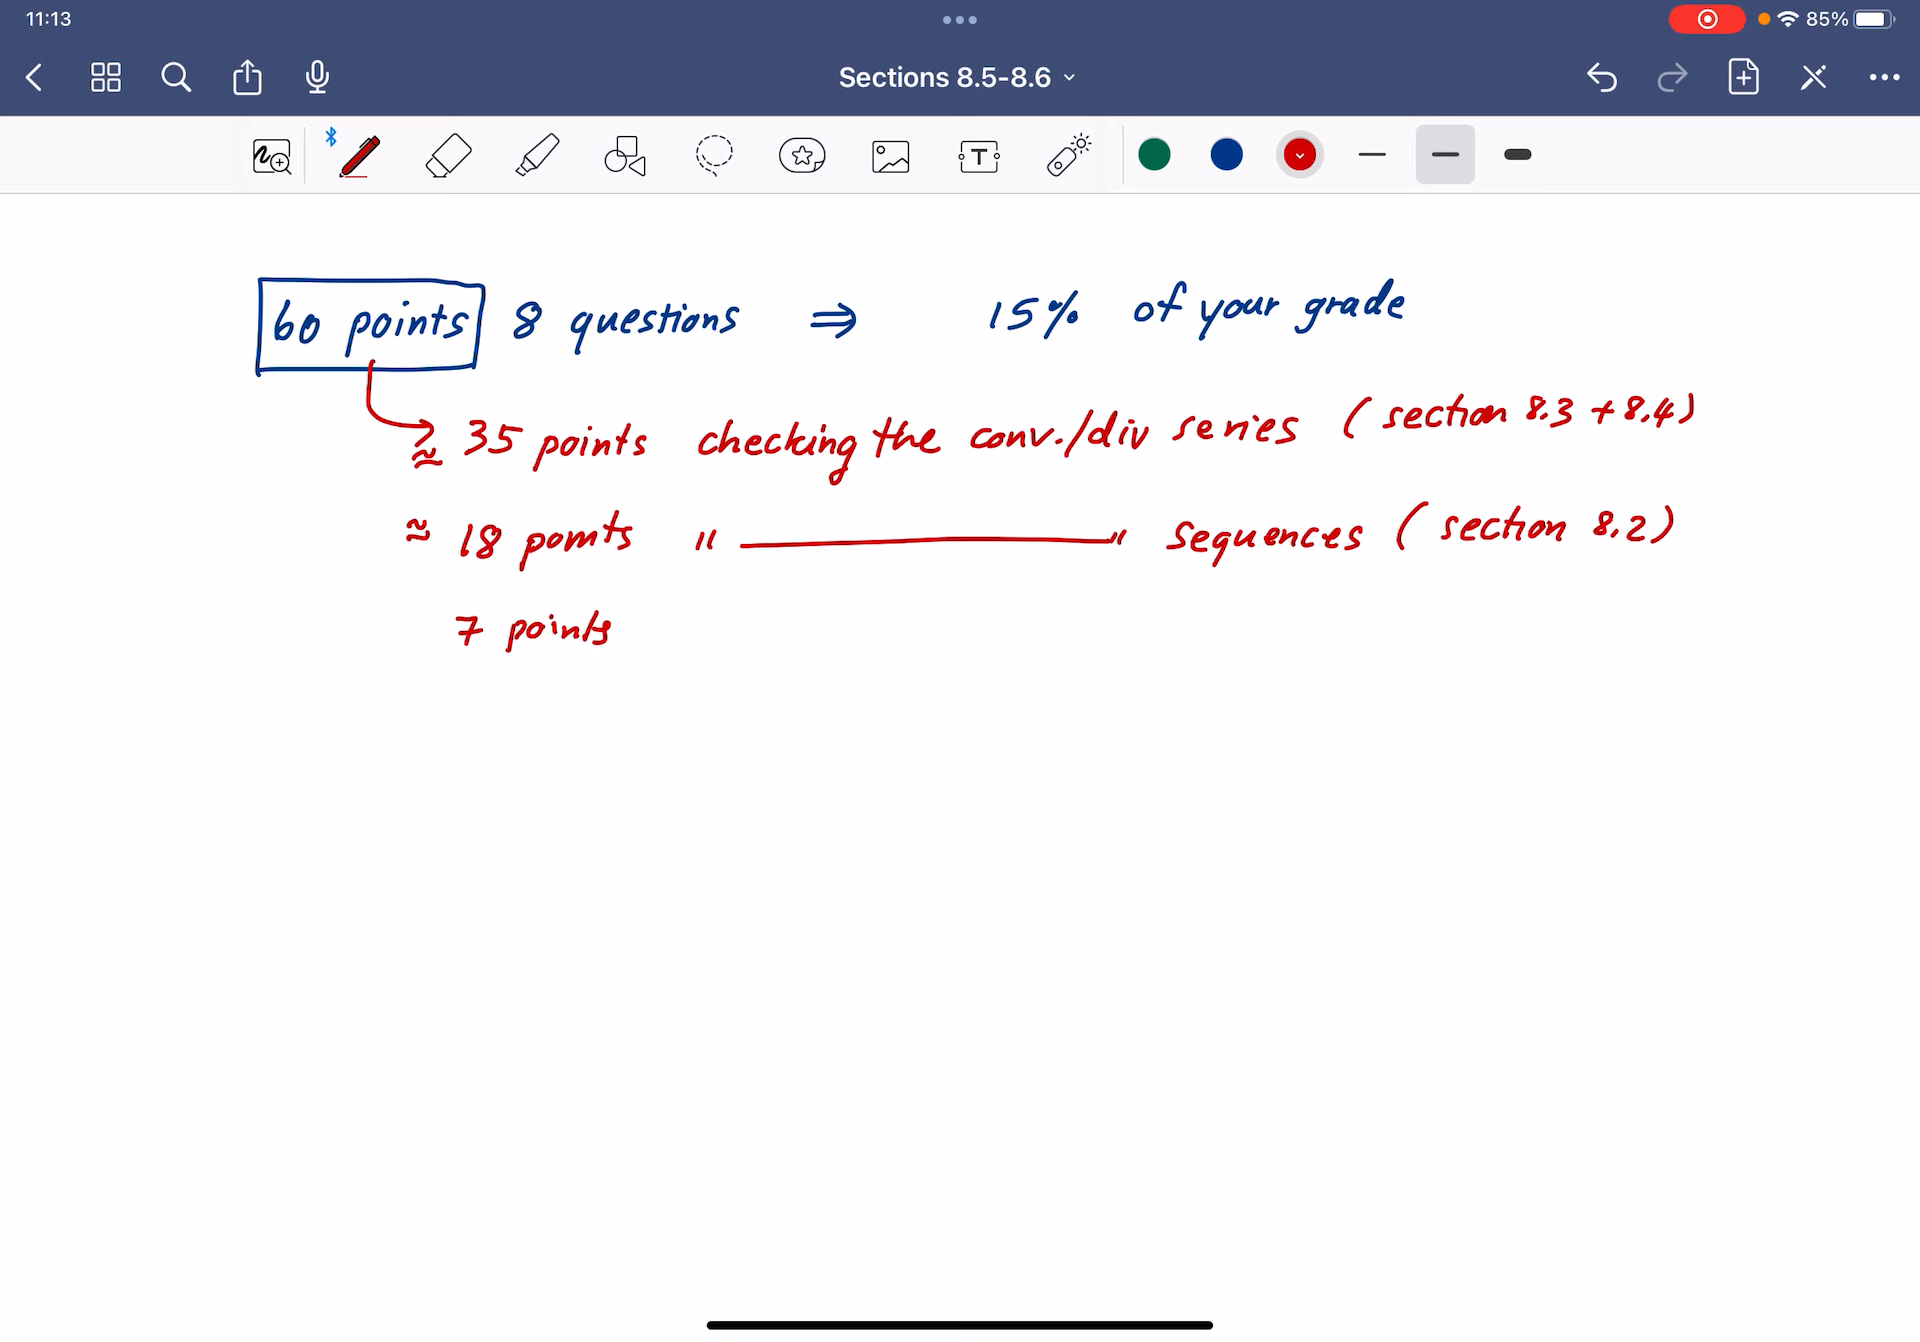 11:13
85%
Sections 8.5-8.6
T
60 points 8 questions ⇒ 15% of your grade
≈ 35 points checking the conv./div series (section 8.3 + 8.4)
≈ 18 points " ———— " sequences (section 8.2)
7 points